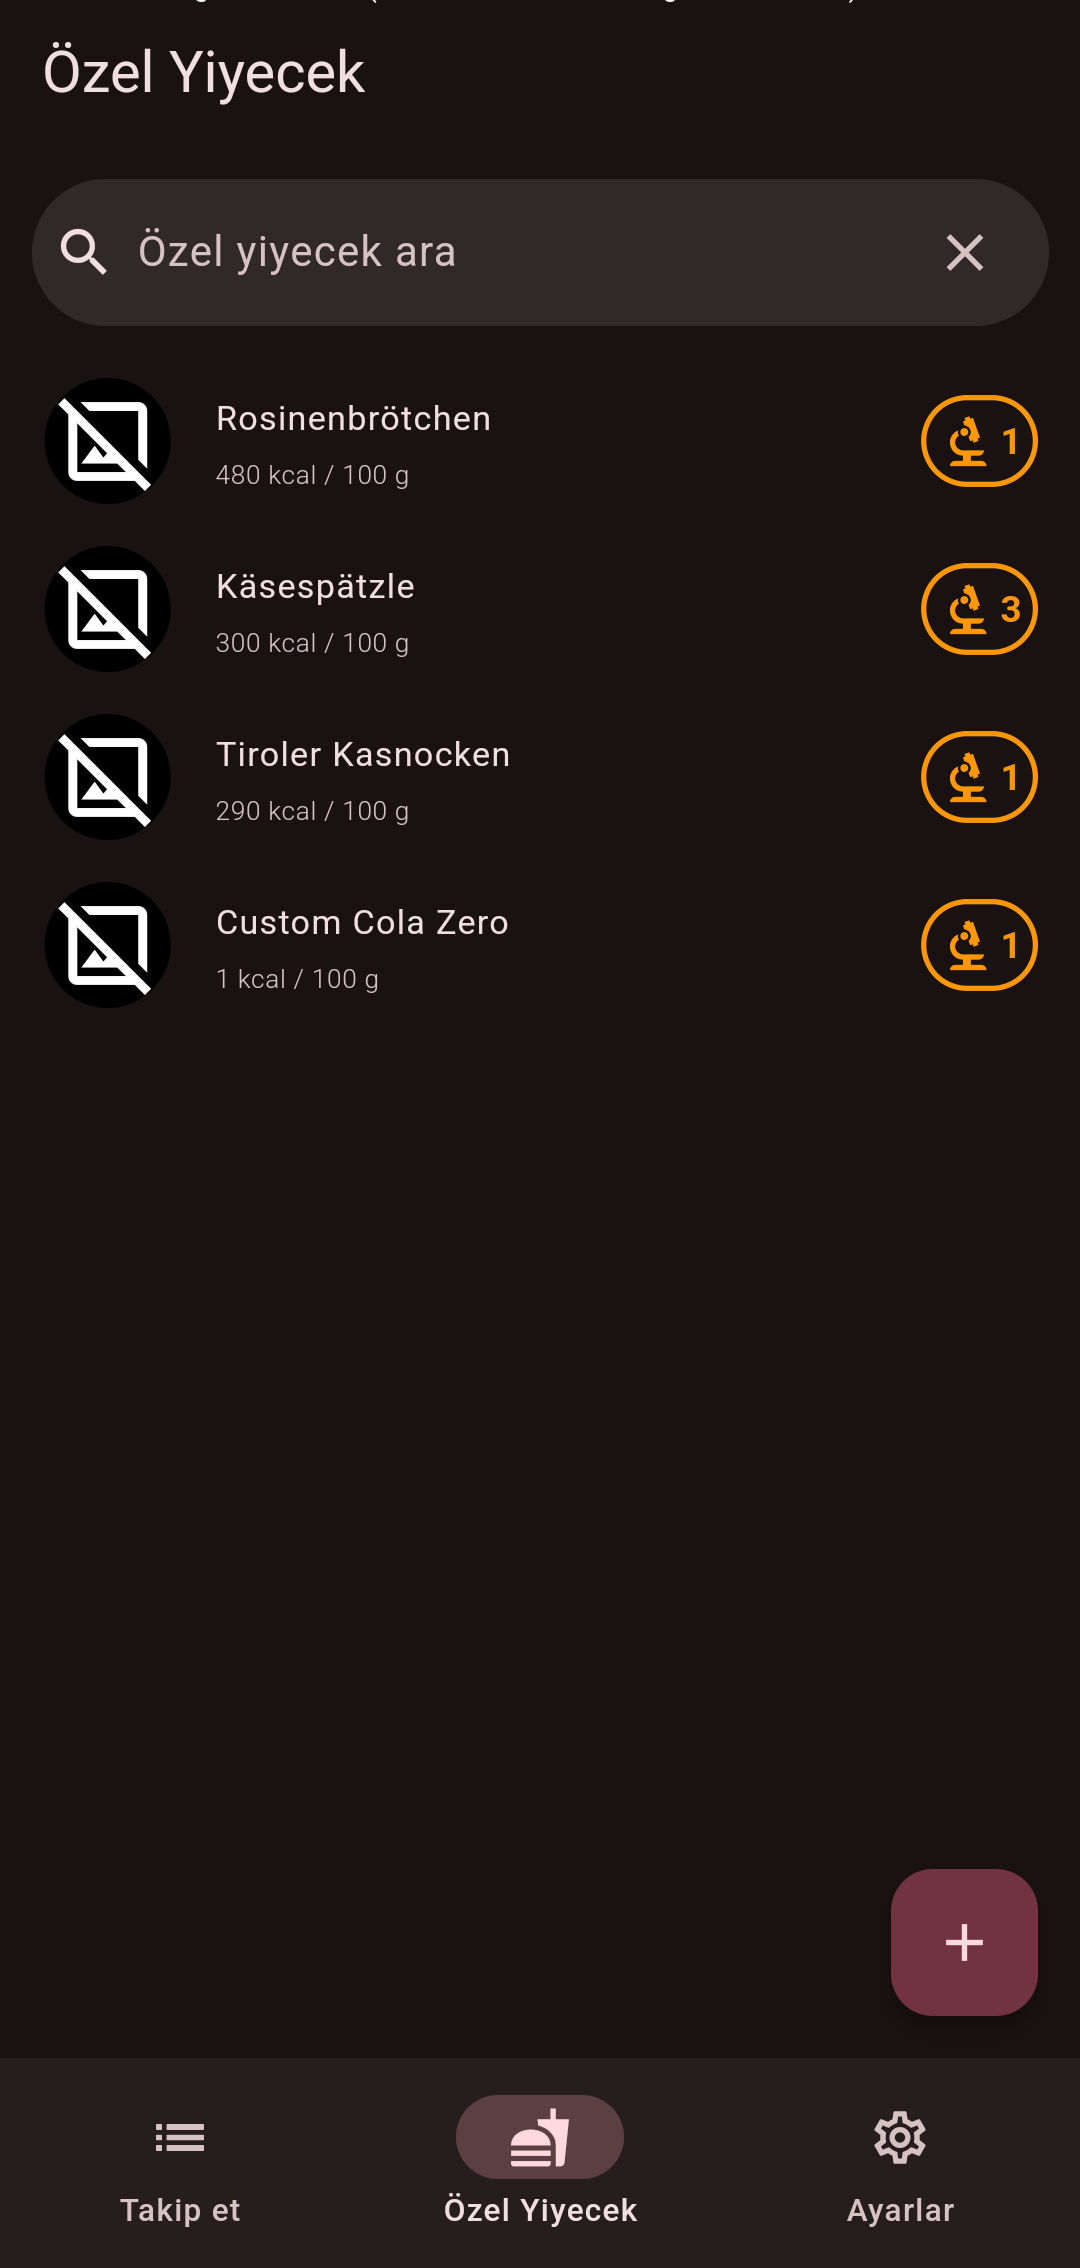 Özel Yiyecek
Özel yiyecek ara
Rosinenbrötchen
480 kcal / 100 g
1
Käsespätzle
300 kcal / 100 g
3
Tiroler Kasnocken
290 kcal / 100 g
1
Custom Cola Zero
1 kcal / 100 g
1
Takip et
Özel Yiyecek
Ayarlar